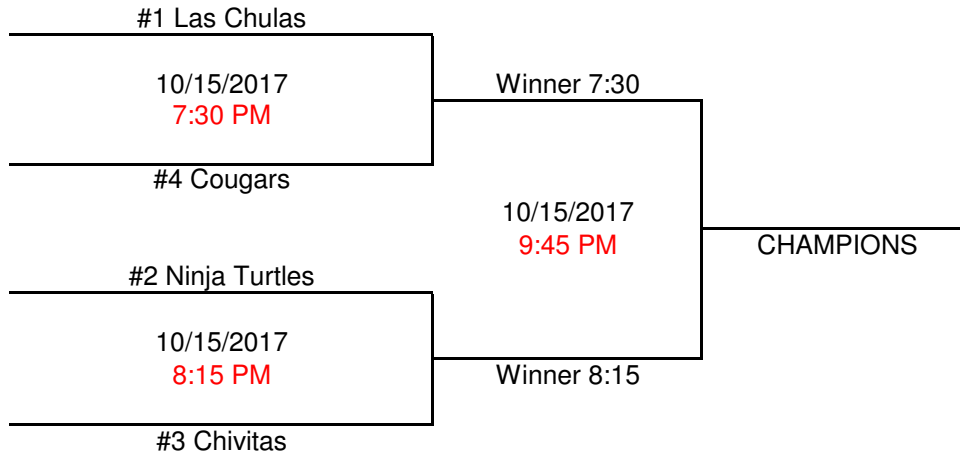 #1 Las Chulas
10/15/2017
7:30 PM
Winner 7:30
#4 Cougars
10/15/2017
9:45 PM
CHAMPIONS
#2 Ninja Turtles
10/15/2017
8:15 PM
Winner 8:15
#3 Chivitas